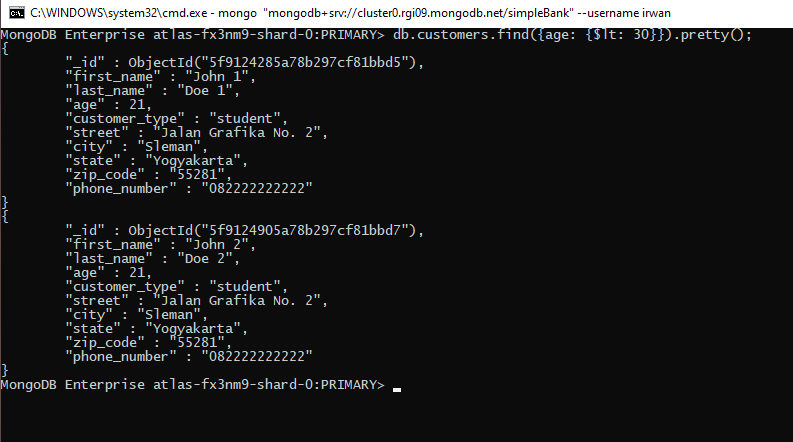 C:\WINDOWS\system32\cmd.exe - mongo "mongodb+srv://cluster0.rgi09.mongodb.net/simpleBank" --username irwan
MongoDB Enterprise atlas-fx3nm9-shard-0:PRIMARY> db.customers.find({age: {$lt: 30}}).pretty();
{
        "_id" : ObjectId("5f9124285a78b297cf81bbd5"),
        "first_name" : "John 1",
        "last_name" : "Doe 1",
        "age" : 21,
        "customer_type" : "student",
        "street" : "Jalan Grafika No. 2",
        "city" : "Sleman",
        "state" : "Yogyakarta",
        "zip_code" : "55281",
        "phone_number" : "082222222222"
}
{
        "_id" : ObjectId("5f9124905a78b297cf81bbd7"),
        "first_name" : "John 2",
        "last_name" : "Doe 2",
        "age" : 21,
        "customer_type" : "student",
        "street" : "Jalan Grafika No. 2",
        "city" : "Sleman",
        "state" : "Yogyakarta",
        "zip_code" : "55281",
        "phone_number" : "082222222222"
}
MongoDB Enterprise atlas-fx3nm9-shard-0:PRIMARY>